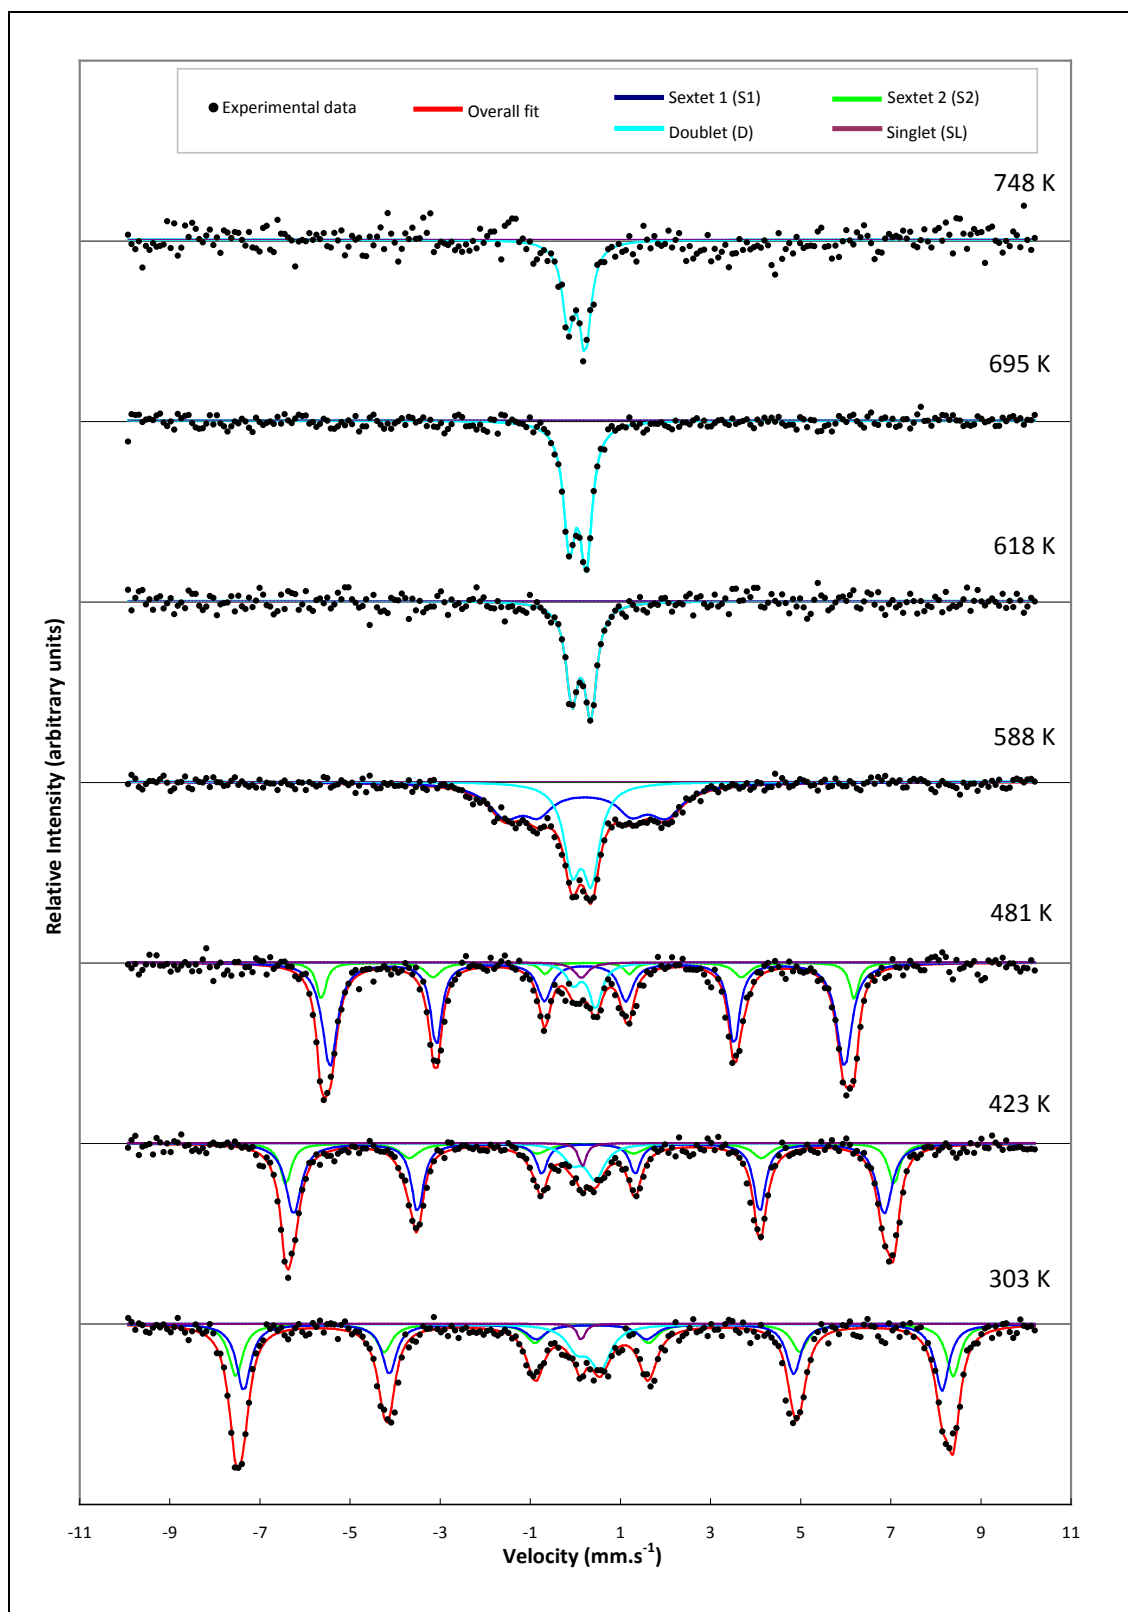 Experimental data
Overall fit
Sextet 1 (S1)
Sextet 2 (S2)
Doublet (D)
Singlet (SL)
748 K
695 K
618 K
588 K
481 K
423 K
303 K
Relative Intensity (arbitrary units)
-11 -9 -7 -5 -3 -1 1 3 5 7 9 11
Velocity (mm.s⁻¹)